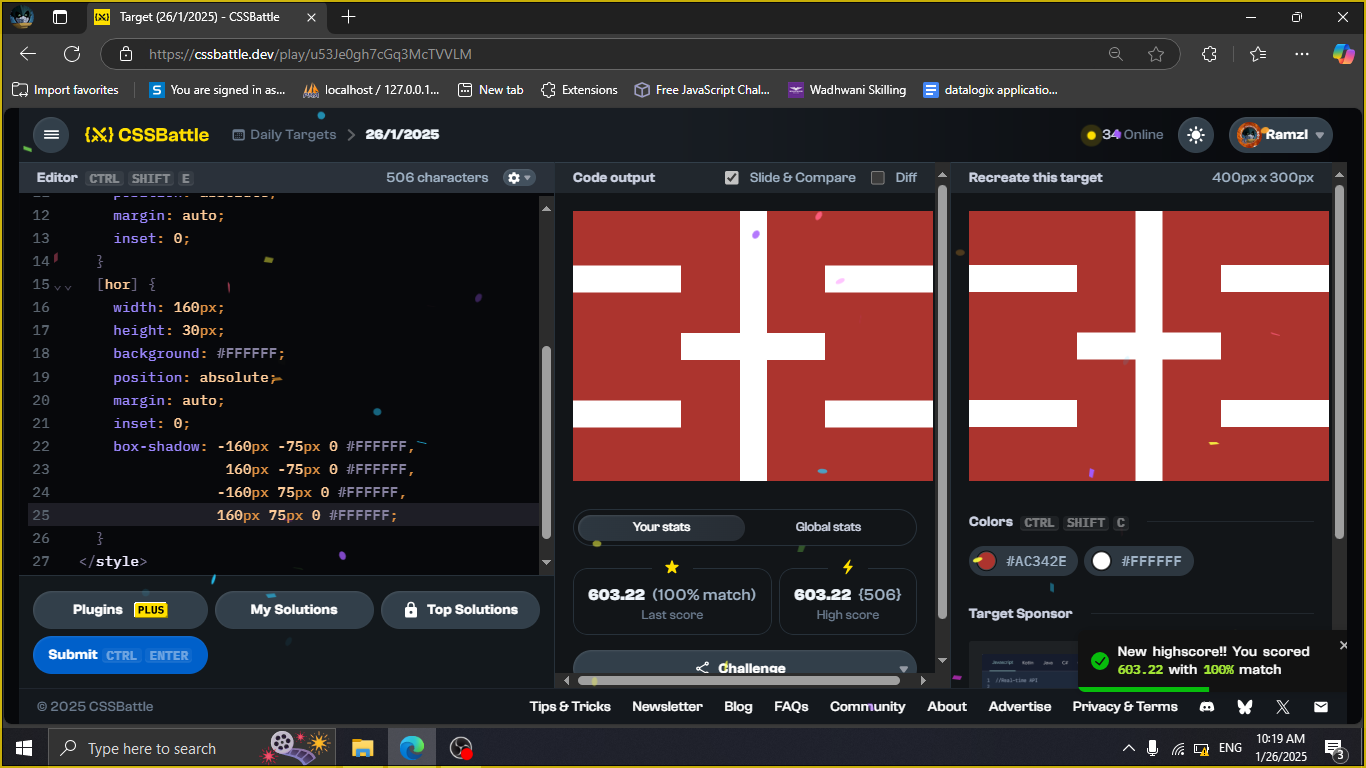 Target (26/1/2025) - CSSBattle
https://cssbattle.dev/play/u53Je0gh7cGq3McTVVLM
Import favorites
You are signed in as...
localhost / 127.0.0.1...
New tab
Extensions
Free JavaScript Chal...
Wadhwani Skilling
datalogix applicatio...
CSSBattle
Daily Targets > 26/1/2025
34 Online
Ramzl
Editor CTRL SHIFT E
506 characters
12 margin: auto;
13 inset: 0;
14 }
15 [hor] {
16 width: 160px;
17 height: 30px;
18 background: #FFFFFF;
19 position: absolute;
20 margin: auto;
21 inset: 0;
22 box-shadow: -160px -75px 0 #FFFFFF,
23 160px -75px 0 #FFFFFF,
24 -160px 75px 0 #FFFFFF,
25 160px 75px 0 #FFFFFF;
26 }
27 </style>
Plugins PLUS
My Solutions
Top Solutions
Submit CTRL ENTER
Code output
Slide & Compare
Diff
Your stats
Global stats
603.22 (100% match)
Last score
603.22 {506}
High score
Challenge
Recreate this target
400px x 300px
Colors CTRL SHIFT C
#AC342E
#FFFFFF
Target Sponsor
Javascript Kotlin Java C#
1 //Real-time API
2
New highscore!! You scored
603.22 with 100% match
© 2025 CSSBattle
Tips & Tricks
Newsletter
Blog
FAQs
Community
About
Advertise
Privacy & Terms
Type here to search
ENG
10:19 AM
1/26/2025
3